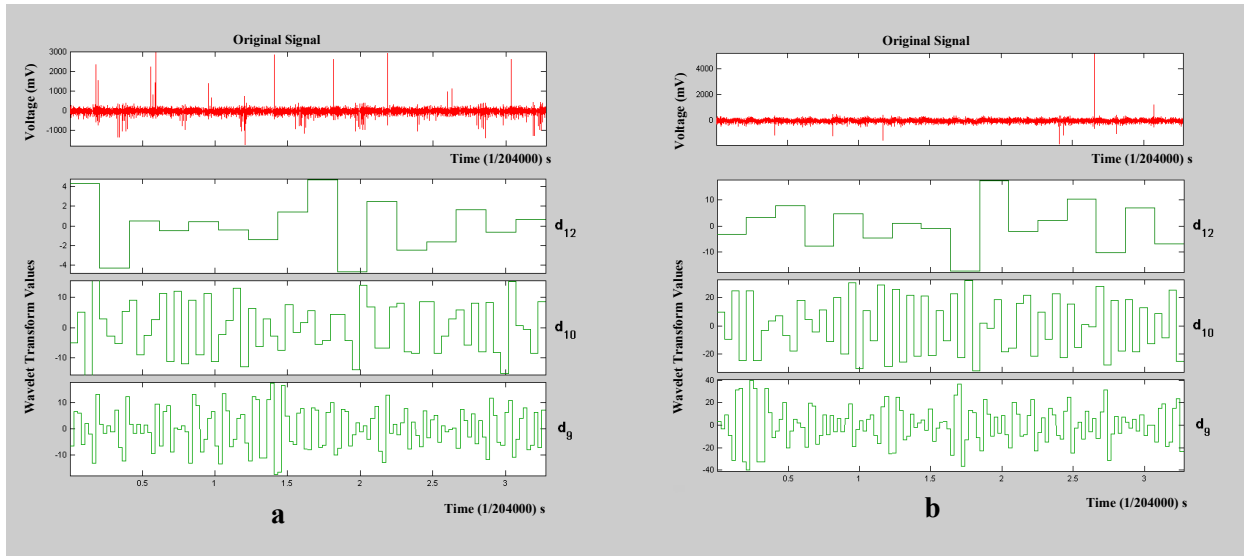 Original Signal
Voltage (mV)
3000
2000
1000
0
-1000
Time (1/204000) s
Wavelet Transform Values
4
2
0
-2
-4
d12
10
0
-10
d10
10
0
-10
d9
0.5 1 1.5 2 2.5 3
Time (1/204000) s
a
Original Signal
Voltage (mV)
4000
2000
0
Time (1/204000) s
Wavelet Transform Values
10
0
-10
d12
20
0
-20
d10
40
20
0
-20
-40
d9
0.5 1 1.5 2 2.5 3
Time (1/204000) s
b